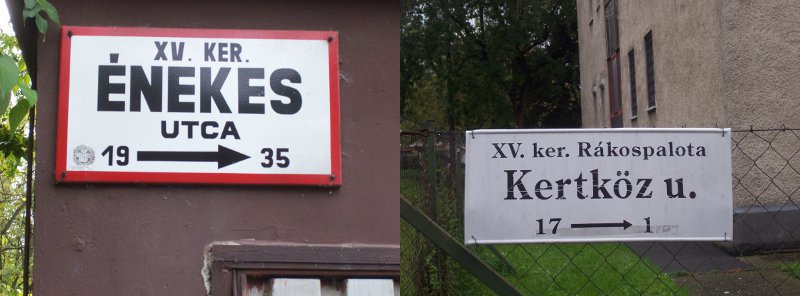 XV. KER.
ÉNEKES
UTCA
19 → 35
XV. ker. Rákospalota
Kertköz u.
17 → 1